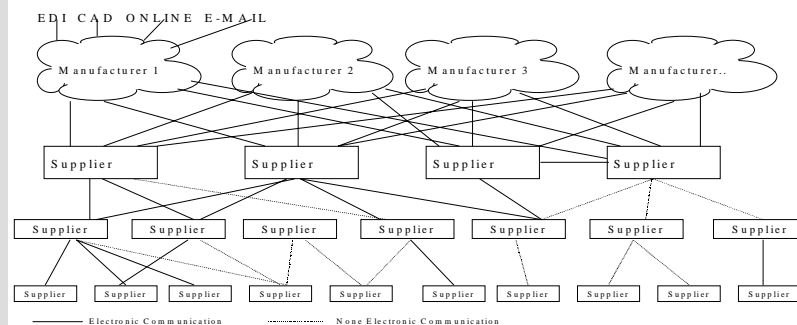 EDI CAD ONLINE E-MAIL
Manufacturer 1 Manufacturer 2 Manufacturer 3 Manufacturer..
Supplier Supplier Supplier Supplier
Supplier Supplier Supplier Supplier Supplier Supplier Supplier
Supplier Supplier Supplier Supplier Supplier Supplier Supplier Supplier Supplier Supplier
Electronic Communication None Electronic Communication